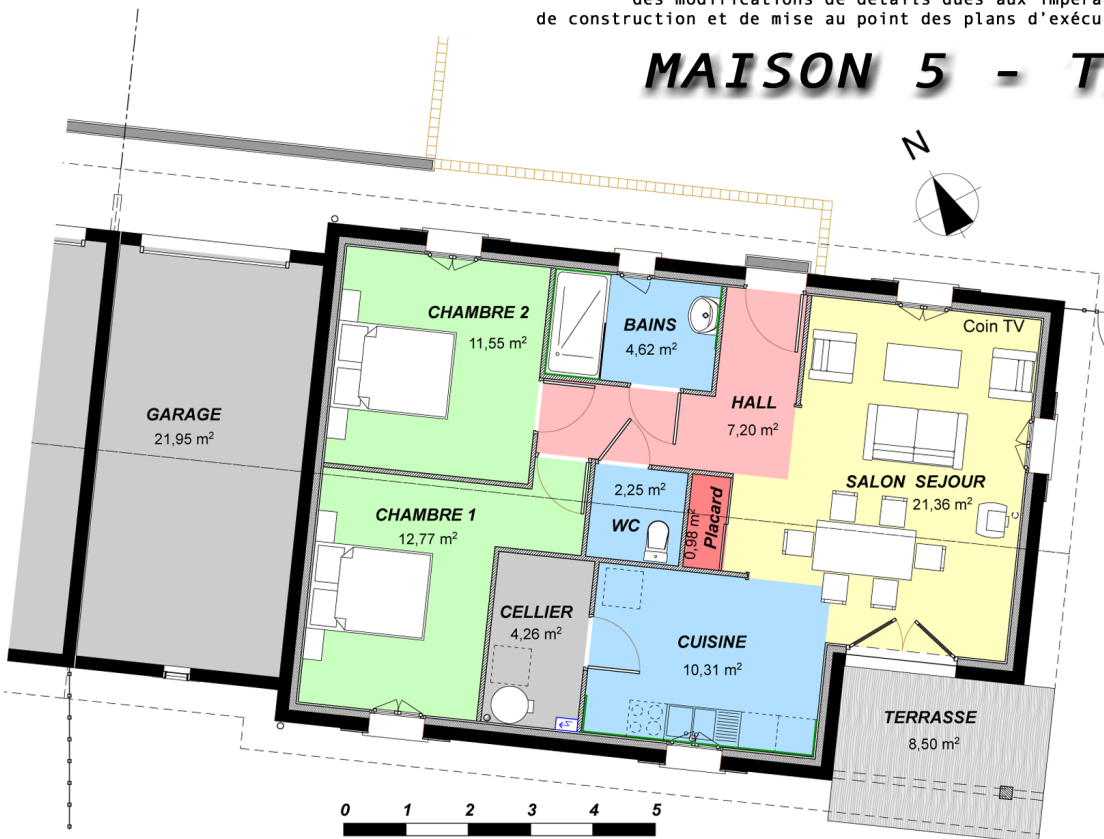 des modifications de détails dues aux impéra
de construction et de mise au point des plans d'exécu
MAISON 5 - T
N
CHAMBRE 2
11,55 m²
BAINS
4,62 m²
Coin TV
HALL
7,20 m²
GARAGE
21,95 m²
SALON SEJOUR
21,36 m²
CHAMBRE 1
12,77 m²
2,25 m²
WC
0,98 m²
Placard
CELLIER
4,26 m²
CUISINE
10,31 m²
TERRASSE
8,50 m²
0 1 2 3 4 5